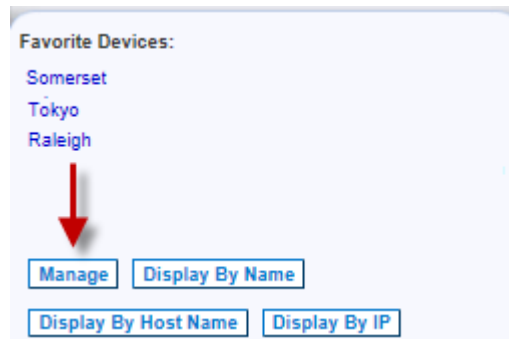 Favorite Devices:
Somerset
Tokyo
Raleigh
Manage Display By Name
Display By Host Name Display By IP